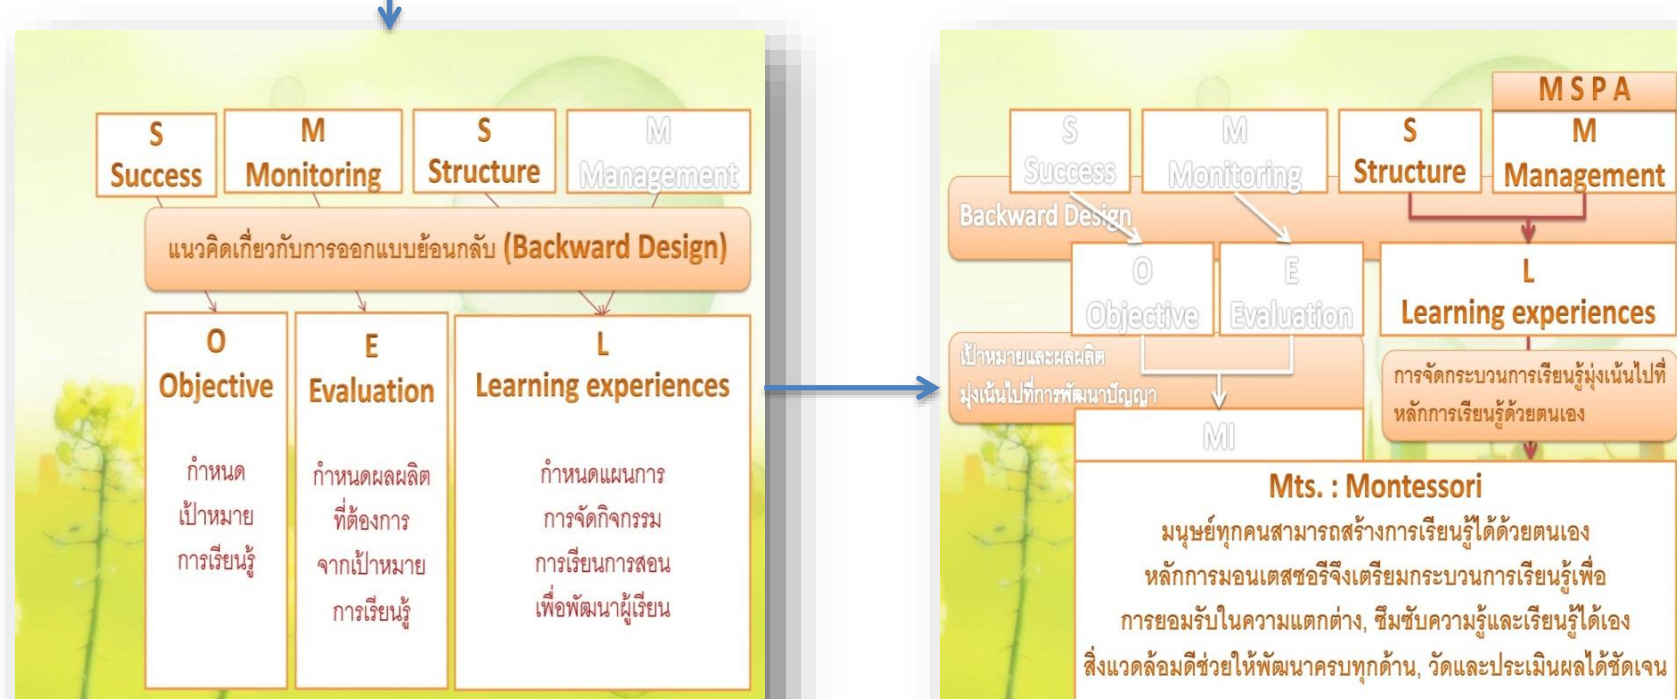 S
Success
M
Monitoring
S
Structure
M
Management
แนวคิดเกี่ยวกับการออกแบบย้อนกลับ (Backward Design)
O
Objective
กำหนด
เป้าหมาย
การเรียนรู้
E
Evaluation
กำหนดผลผลิต
ที่ต้องการ
จากเป้าหมาย
การเรียนรู้
L
Learning experiences
กำหนดแผนการ
การจัดกิจกรรม
การเรียนการสอน
เพื่อพัฒนาผู้เรียน
M S P A
S
Success
M
Monitoring
S
Structure
M
Management
Backward Design
O
Objective
E
Evaluation
L
Learning experiences
เป้าหมายและผลผลิต
มุ่งเน้นไปที่การพัฒนาปัญญา
การจัดกระบวนการเรียนรู้มุ่งเน้นไปที่
หลักการเรียนรู้ด้วยตนเอง
MI
Mts. : Montessori
มนุษย์ทุกคนสามารถสร้างการเรียนรู้ได้ด้วยตนเอง
หลักการมอนเตสซอรีจึงเตรียมกระบวนการเรียนรู้เพื่อ
การยอมรับในความแตกต่าง, ซึมซับความรู้และเรียนรู้ได้เอง
สิ่งแวดล้อมดีช่วยให้พัฒนาครบทุกด้าน, วัดและประเมินผลได้ชัดเจน